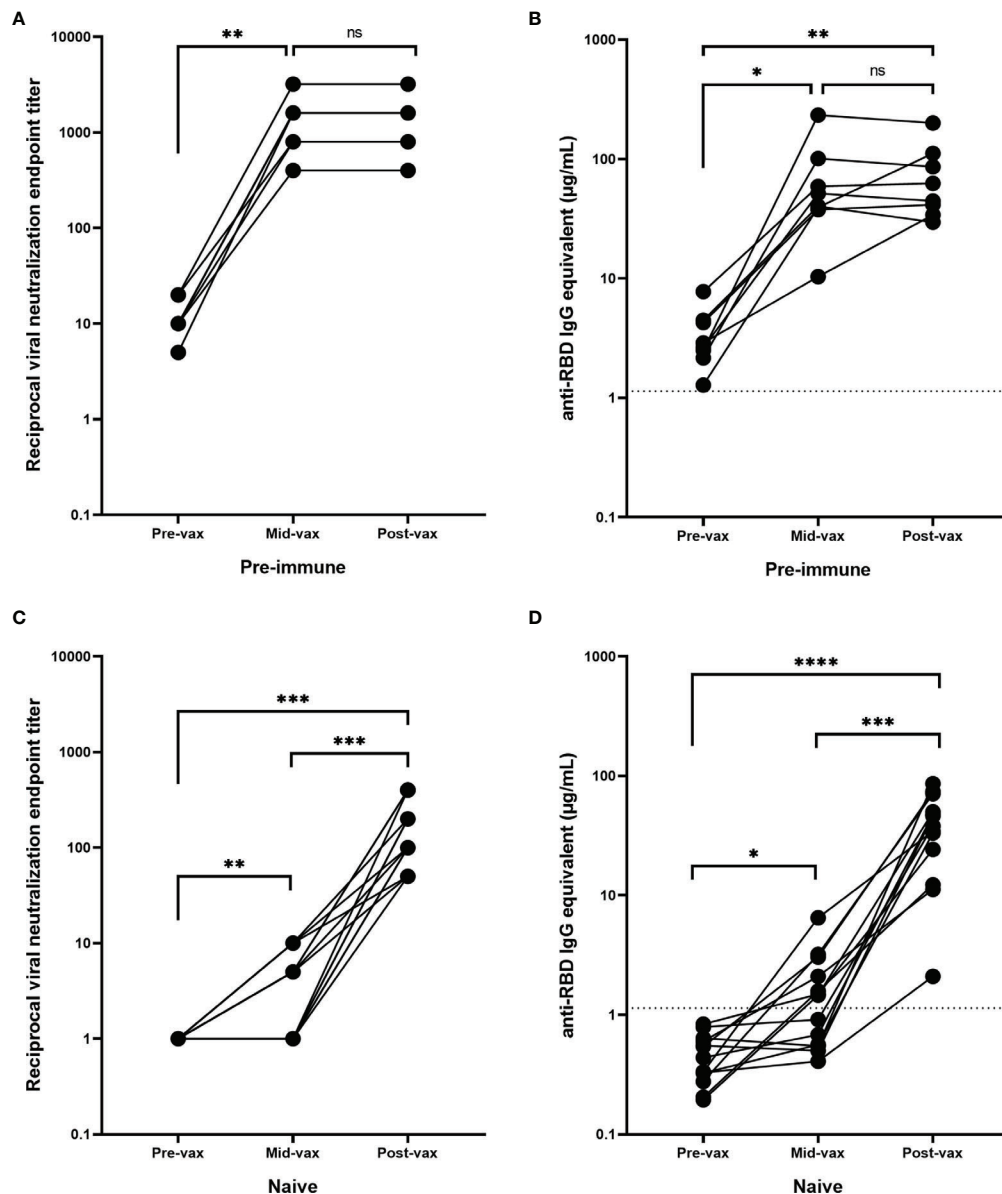 A
Reciprocal viral neutralization endpoint titer
10000
1000
100
10
1
0.1
**
ns
Pre-vax Mid-vax Post-vax
Pre-immune
B
anti-RBD IgG equivalent (µg/mL)
1000
100
10
1
0.1
**
*
ns
Pre-vax Mid-vax Post-vax
Pre-immune
C
Reciprocal viral neutralization endpoint titer
10000
1000
100
10
1
0.1
***
***
**
Pre-vax Mid-vax Post-vax
Naive
D
anti-RBD IgG equivalent (µg/mL)
1000
100
10
1
0.1
****
***
*
Pre-vax Mid-vax Post-vax
Naive